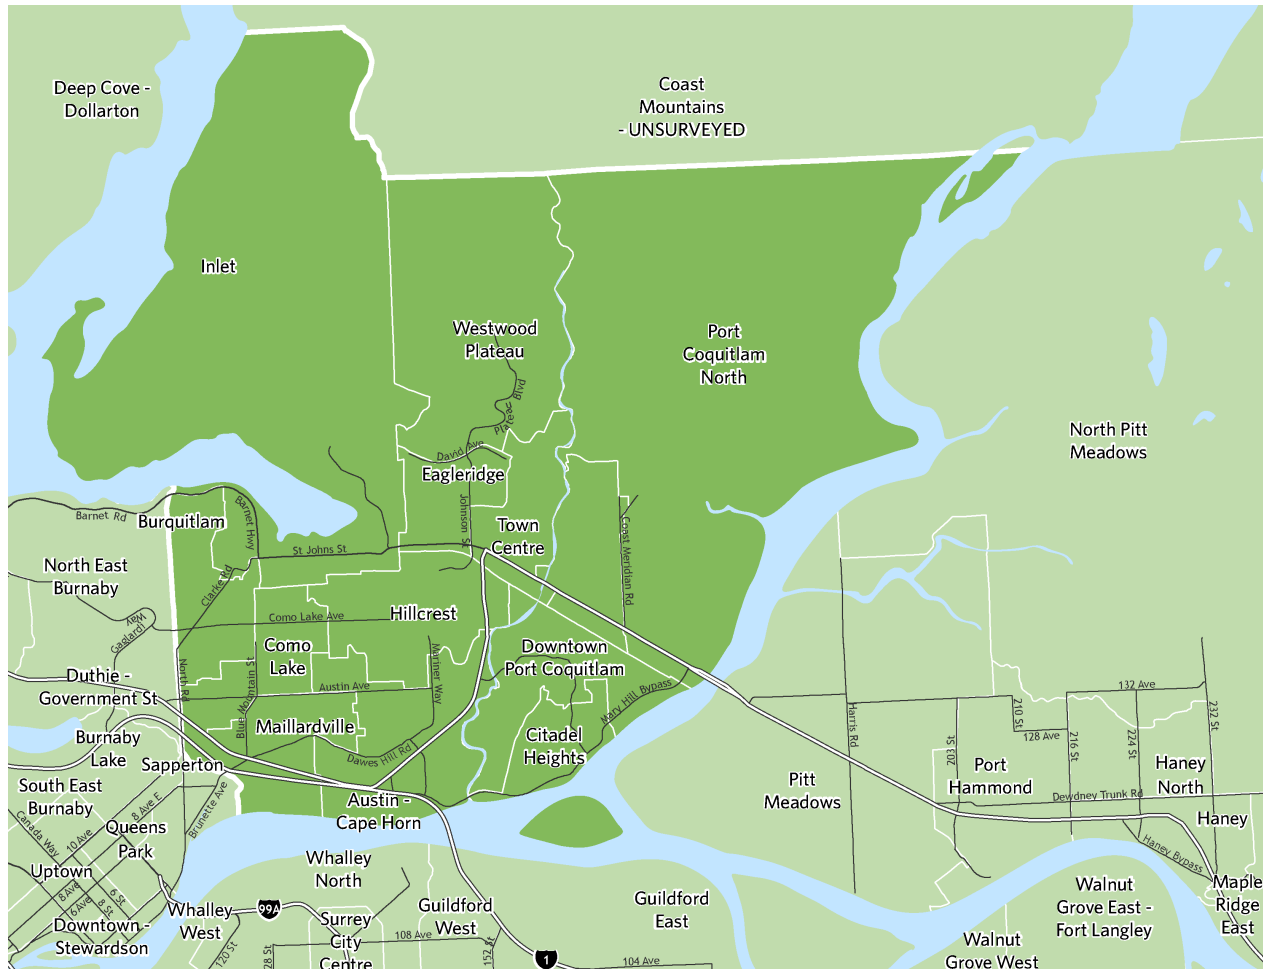 Deep Cove -
Dollarton
Coast
Mountains
- UNSURVEYED
Inlet
Westwood
Plateau
Port
Coquitlam
North
Plateau Blvd
North Pitt
Meadows
David Ave
Eagleridge
Barnet Rd
Burquitlam
Barnet Hwy
Johnson St
Town
Centre
Coast Meridian Rd
St Johns St
North East
Burnaby
Clarke Rd
Gaglardi
Way
Como Lake Ave
Hillcrest
Como
Lake
Downtown
Port Coquitlam
Mariner Way
North Rd
Blue Mountain St
Duthie -
Government St
Austin Ave
Mary Hill Bypass
132 Ave
Harris Rd
210 St
232 St
Maillardville
Citadel
Heights
Burnaby
Lake
Dawes Hill Rd
128 Ave
203 St
216 St
224 St
Sapperton
South East
Burnaby
Pitt
Meadows
Port
Hammond
Haney
North
Dewdney Trunk Rd
Austin -
Cape Horn
8 Ave E
Brunette Ave
Canada Way
10 Ave
Queens
Park
Haney
Haney Bypass
Uptown
Whalley
North
8 Ave
6 Ave
6 St
8 St
Whalley
West
99A
Surrey
City
Centre
Guildford
West
Guildford
East
Walnut
Grove East -
Fort Langley
Maple
Ridge
East
Downtown -
Stewardson
120 St
28 St
108 Ave
152 St
1
104 Ave
Walnut
Grove West